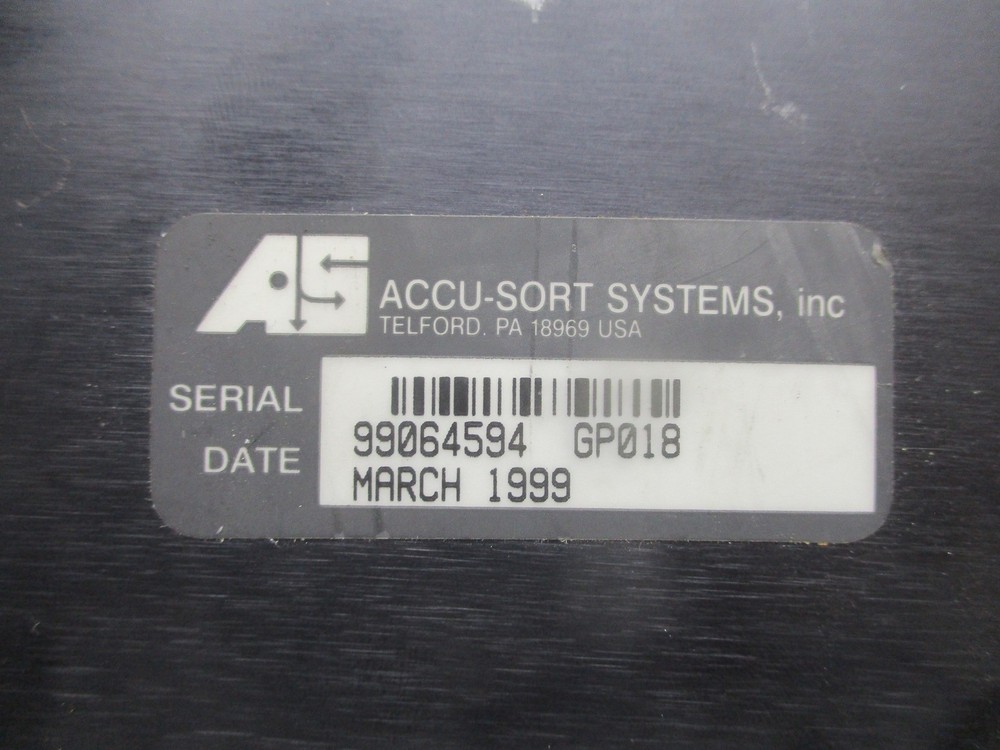 AS
ACCU-SORT SYSTEMS, inc
TELFORD. PA 18969 USA
SERIAL 99064594 GP018
DATE MARCH 1999